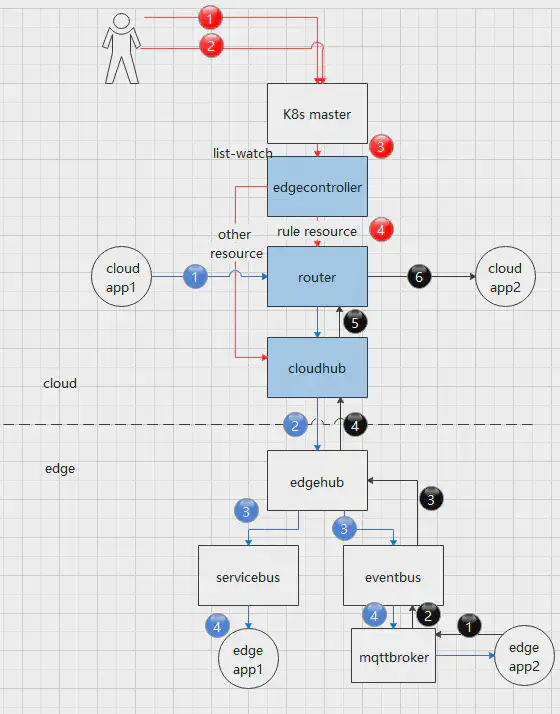 1
2
K8s master
3
list-watch
edgecontroller
rule resource
4
other
resource
cloud
app1
1
router
6
cloud
app2
5
cloudhub
cloud
2
4
edge
edgehub
3
3
3
servicebus
eventbus
4
4
2
1
edge
app1
mqttbroker
edge
app2